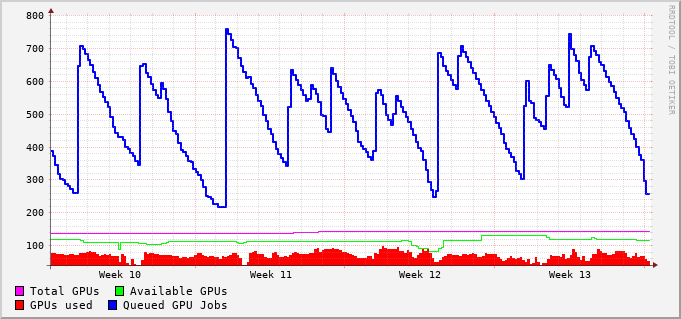 800
700
600
500
400
300
200
100
Week 10 Week 11 Week 12 Week 13
Total GPUs Available GPUs
GPUs used Queued GPU Jobs
RRDTOOL / TOBI OETIKER